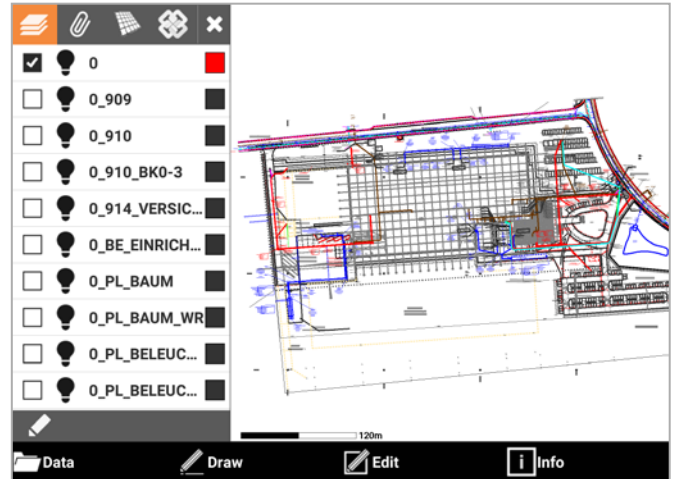 0
0_909
0_910
0_910_BK0-3
0_914_VERSIC...
0_BE_EINRICH...
0_PL_BAUM
0_PL_BAUM_WR
0_PL_BELEUC...
0_PL_BELEUC...
120m
Data
Draw
Edit
i Info